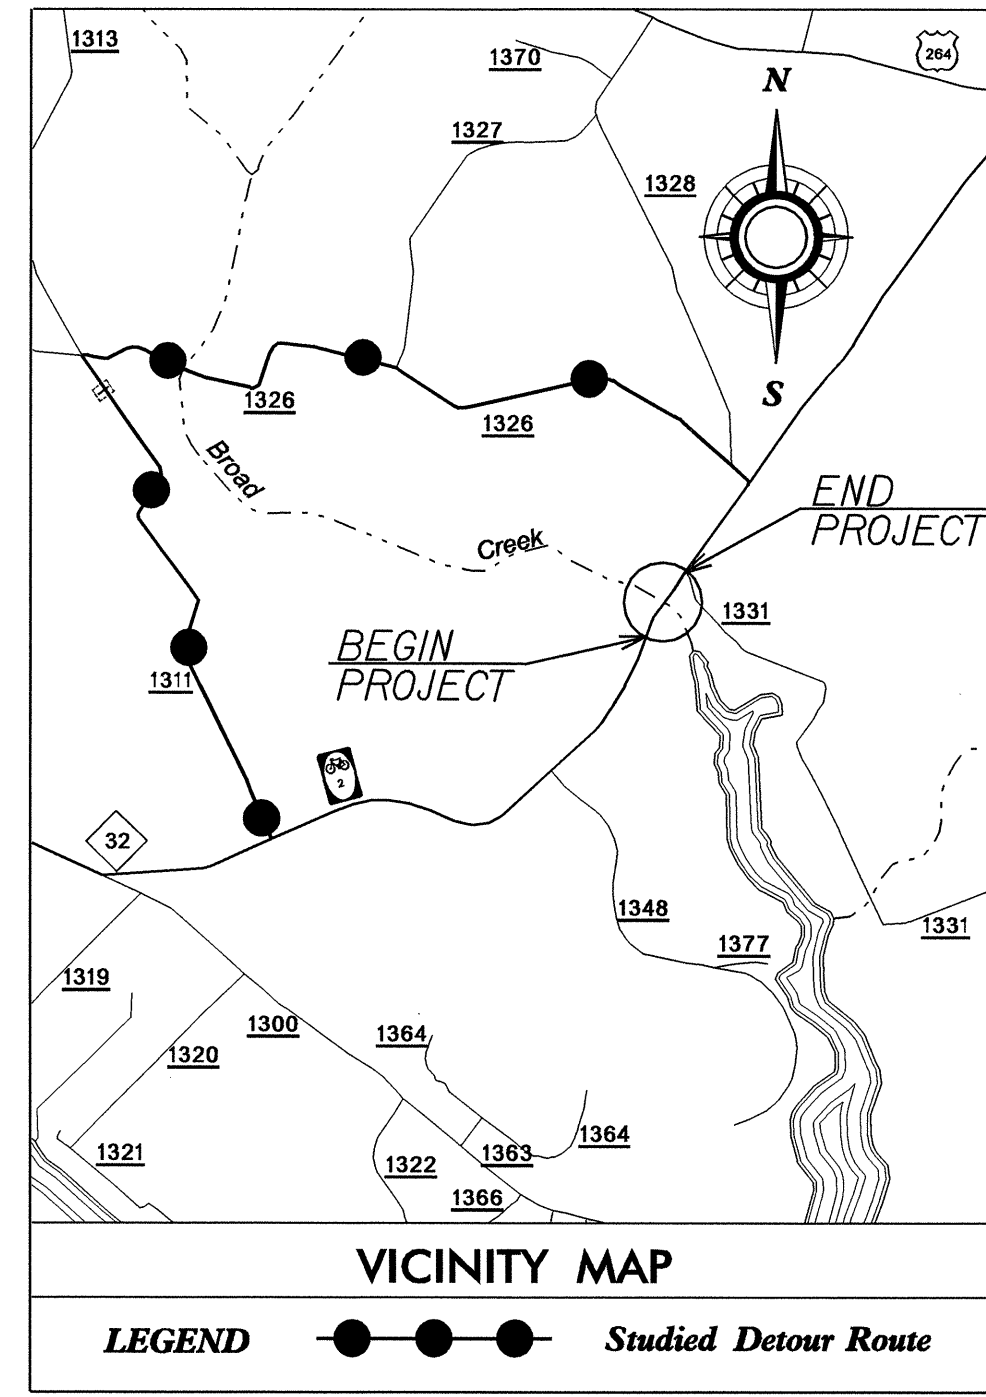 1313
1370
264
N
1327
1328
S
1326
1326
Broad
Creek
END
PROJECT
1331
BEGIN
PROJECT
1311
2
32
1348
1377
1331
1319
1300
1364
1320
1364
1321
1363
1322
1366
VICINITY MAP
LEGEND
Studied Detour Route